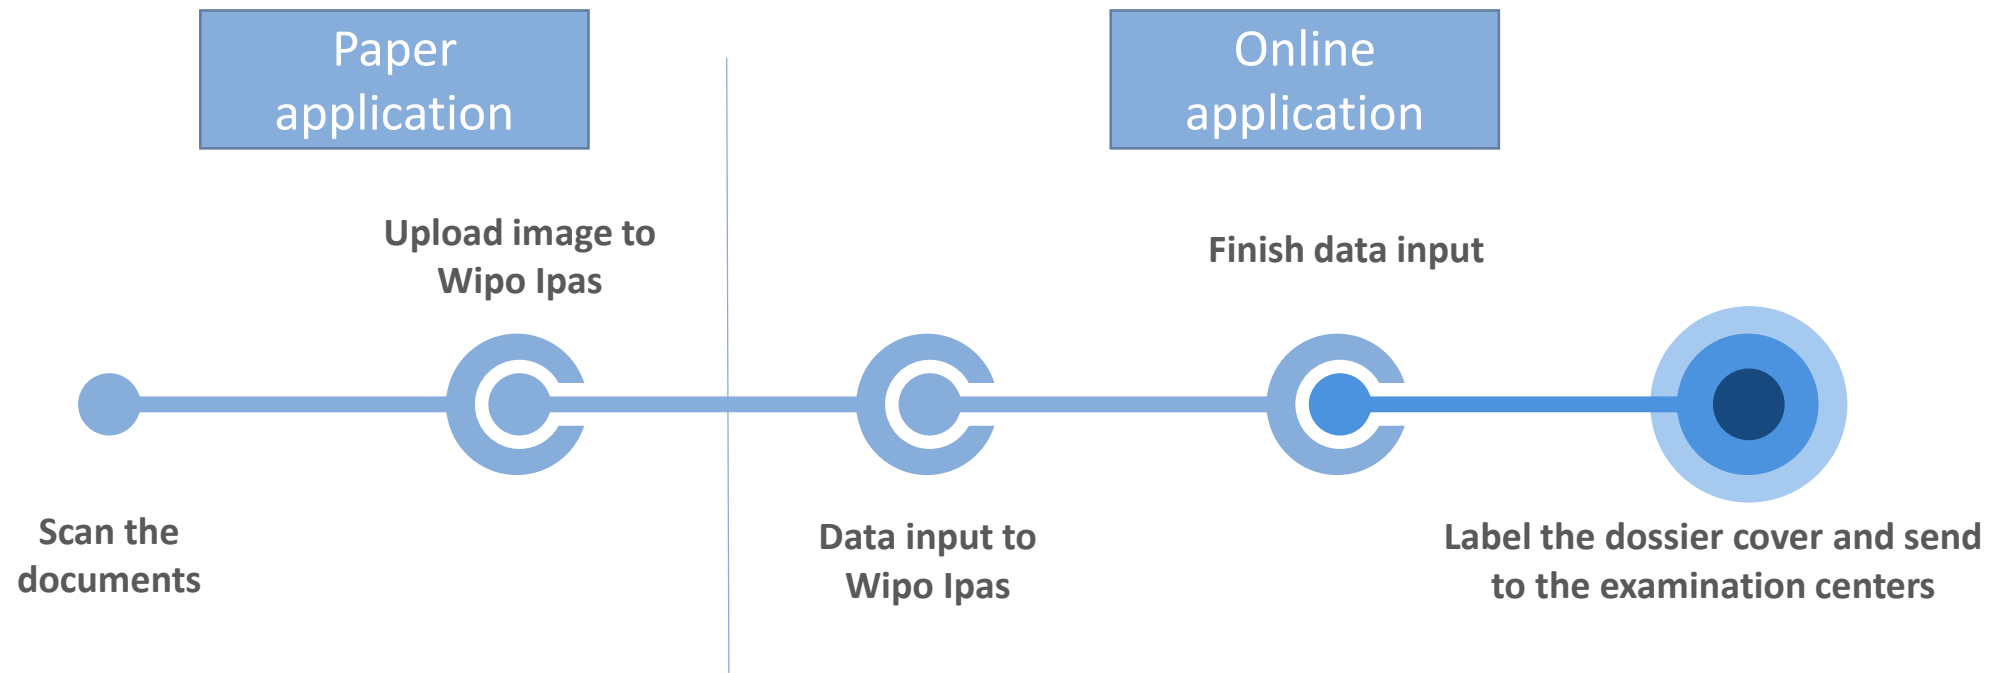 Paper
application
Online
application
Upload image to
Wipo Ipas
Finish data input
Scan the
documents
Data input to
Wipo Ipas
Label the dossier cover and send
to the examination centers